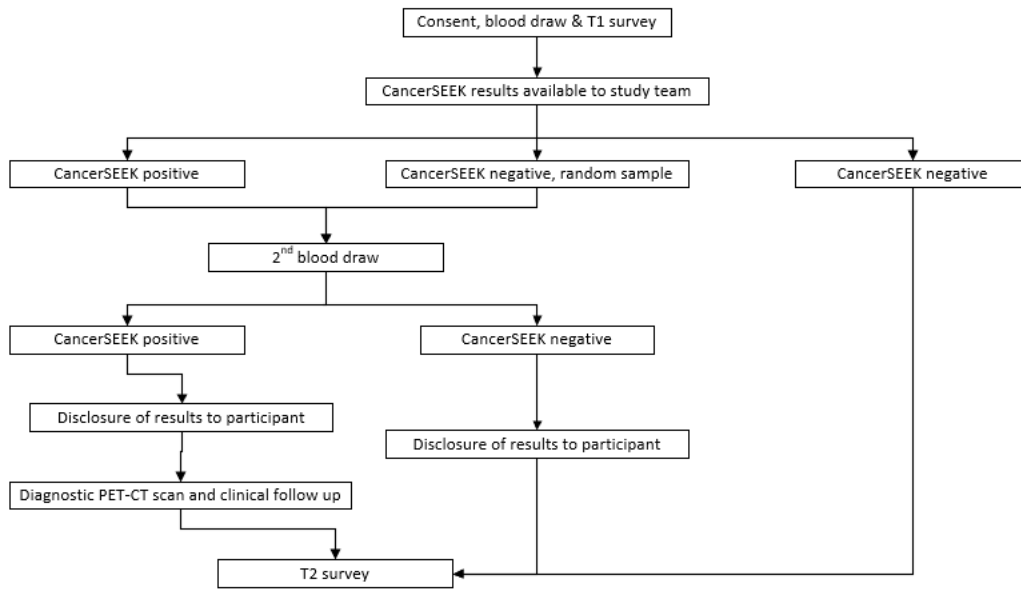 Consent, blood draw & T1 survey
CancerSEEK results available to study team
CancerSEEK positive
CancerSEEK negative, random sample
CancerSEEK negative
2nd blood draw
CancerSEEK positive
CancerSEEK negative
Disclosure of results to participant
Disclosure of results to participant
Diagnostic PET-CT scan and clinical follow up
T2 survey